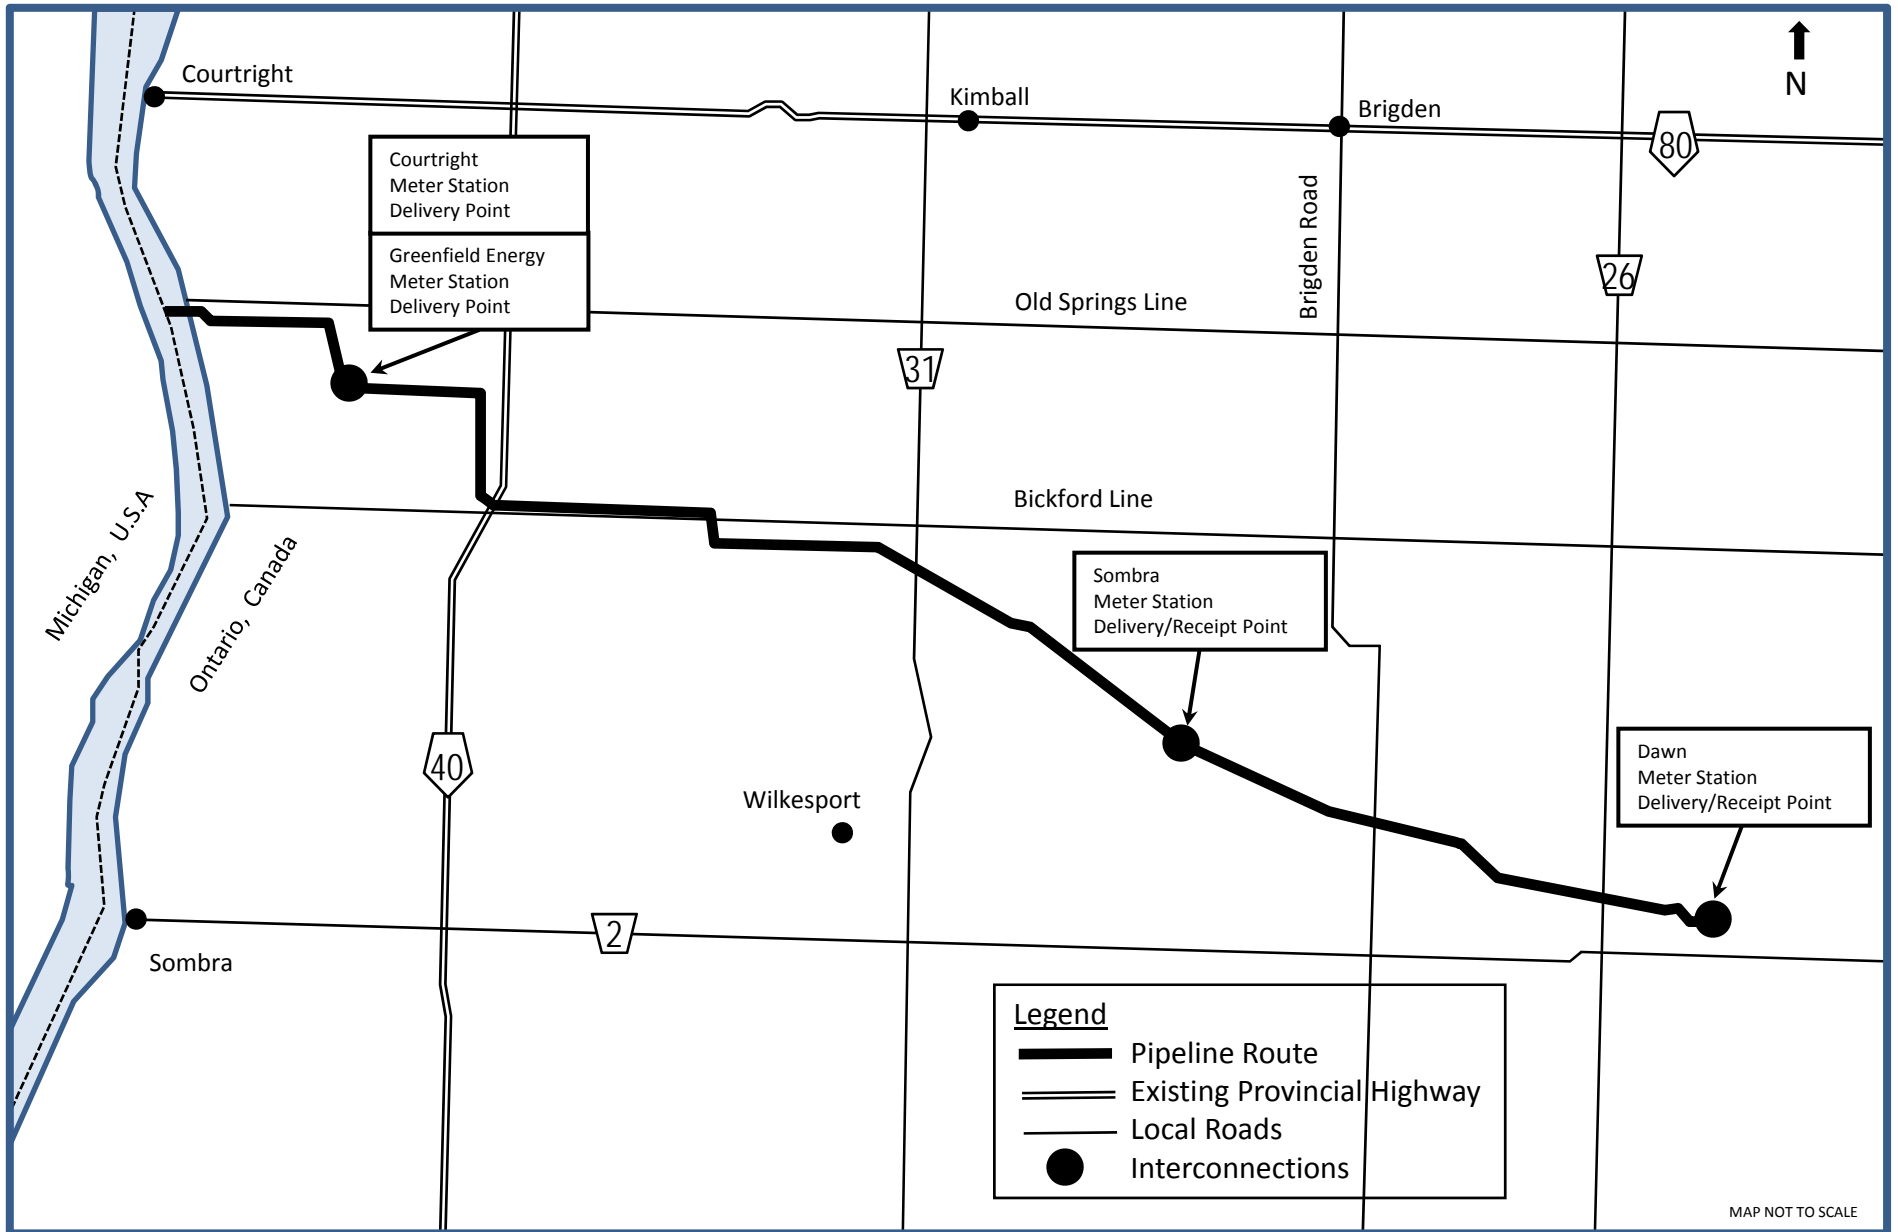 Courtright
Kimball
Brigden
N
80
Courtright
Meter Station
Delivery Point
Greenfield Energy
Meter Station
Delivery Point
Brigden Road
26
Old Springs Line
31
Bickford Line
Michigan, U.S.A
Ontario, Canada
Sombra
Meter Station
Delivery/Receipt Point
40
Wilkesport
Dawn
Meter Station
Delivery/Receipt Point
2
Sombra
Legend
Pipeline Route
Existing Provincial Highway
Local Roads
Interconnections
MAP NOT TO SCALE